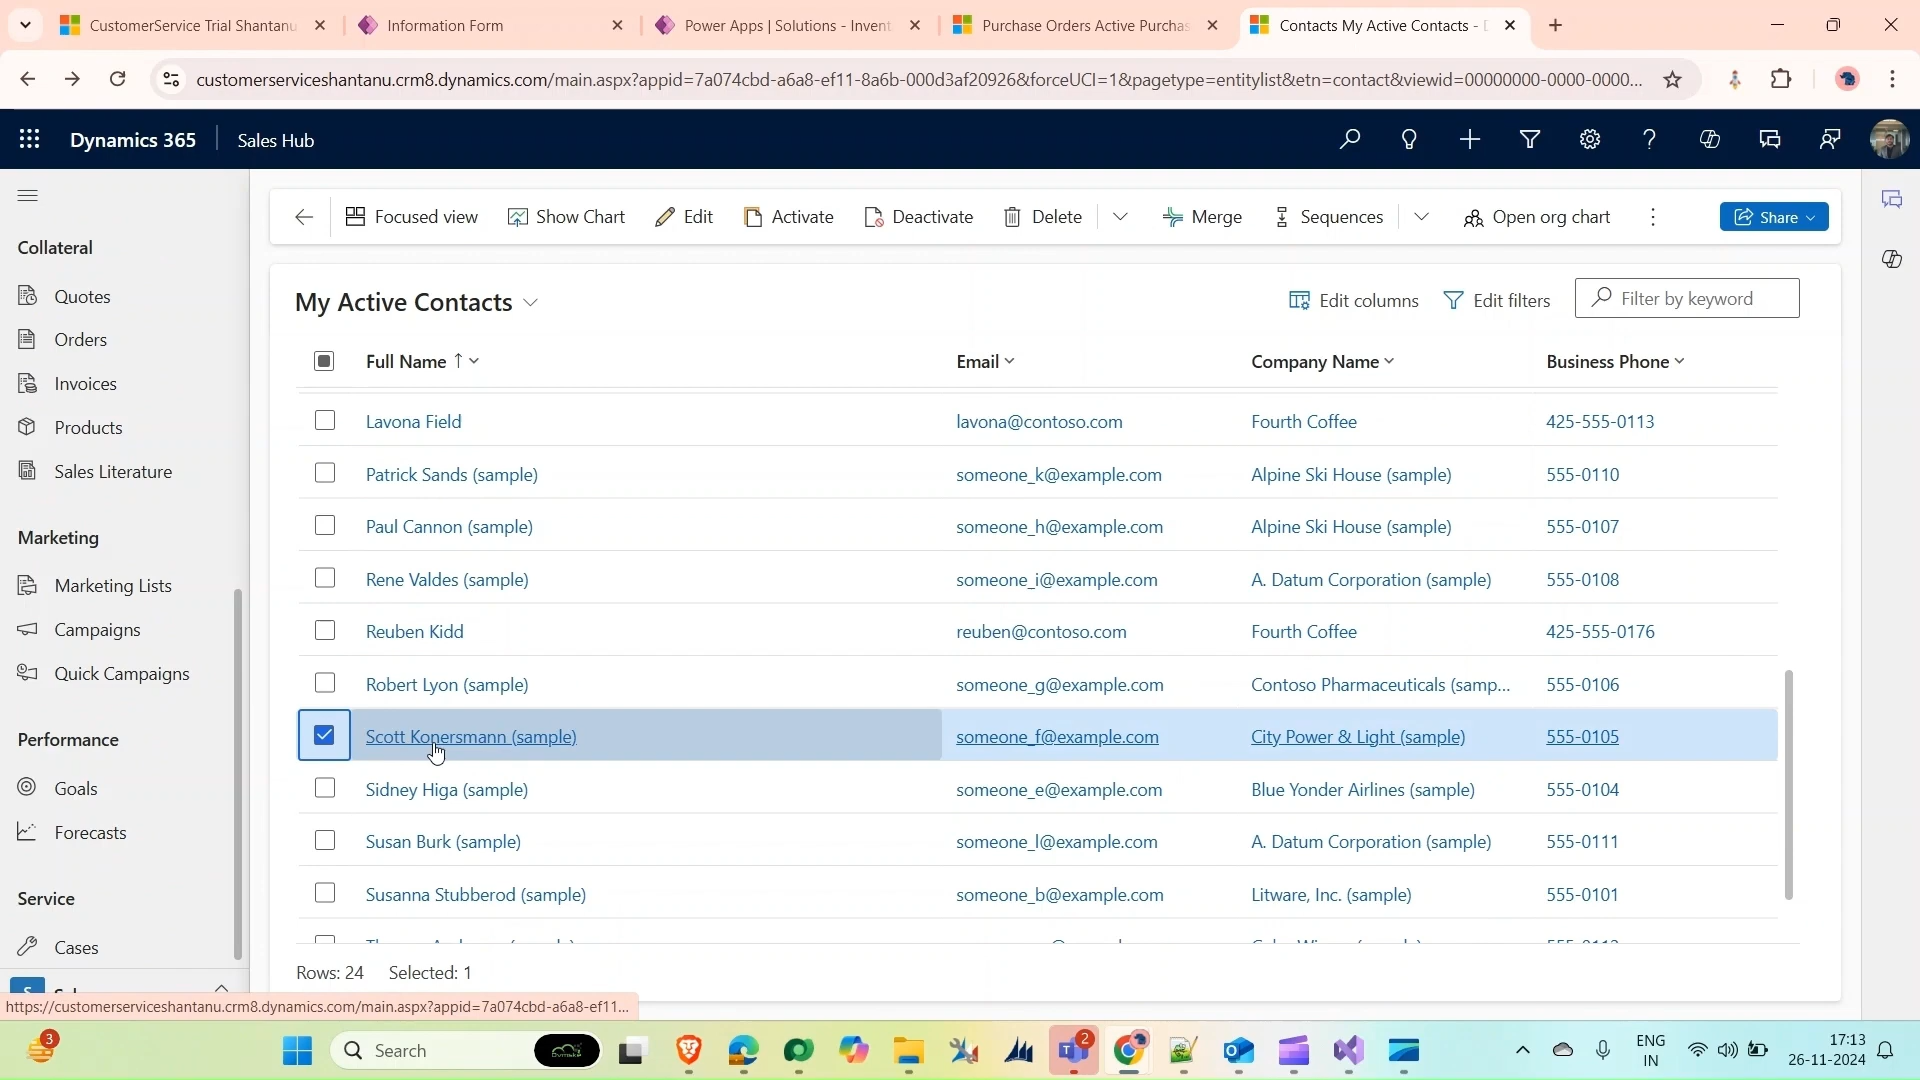 CustomerService Trial Shantanu
Information Form
Power Apps | Solutions - Invent
Purchase Orders Active Purchas
Contacts My Active Contacts -
customerserviceshantanu.crm8.dynamics.com/main.aspx?appid=7a074cbd-a6a8-ef11-8a6b-000d3af20926&forceUCI=1&pagetype=entitylist&etn=contact&viewid=00000000-0000-0000...
Dynamics 365
Sales Hub
Focused view
Show Chart
Edit
Activate
Deactivate
Delete
Merge
Sequences
Open org chart
Share
Collateral
Quotes
Orders
Invoices
Products
Sales Literature
Marketing
Marketing Lists
Campaigns
Quick Campaigns
Performance
Goals
Forecasts
Service
Cases
S
My Active Contacts
Edit columns
Edit filters
Filter by keyword
Full Name ↑ Email Company Name Business Phone
Lavona Field lavona@contoso.com Fourth Coffee 425-555-0113
Patrick Sands (sample) someone_k@example.com Alpine Ski House (sample) 555-0110
Paul Cannon (sample) someone_h@example.com Alpine Ski House (sample) 555-0107
Rene Valdes (sample) someone_i@example.com A. Datum Corporation (sample) 555-0108
Reuben Kidd reuben@contoso.com Fourth Coffee 425-555-0176
Robert Lyon (sample) someone_g@example.com Contoso Pharmaceuticals (samp... 555-0106
Scott Konersmann (sample) someone_f@example.com City Power & Light (sample) 555-0105
Sidney Higa (sample) someone_e@example.com Blue Yonder Airlines (sample) 555-0104
Susan Burk (sample) someone_l@example.com A. Datum Corporation (sample) 555-0111
Susanna Stubberod (sample) someone_b@example.com Litware, Inc. (sample) 555-0101
Rows: 24 Selected: 1
https://customerserviceshantanu.crm8.dynamics.com/main.aspx?appid=7a074cbd-a6a8-ef11...
3
Search
2
ENG
IN
17:13
26-11-2024